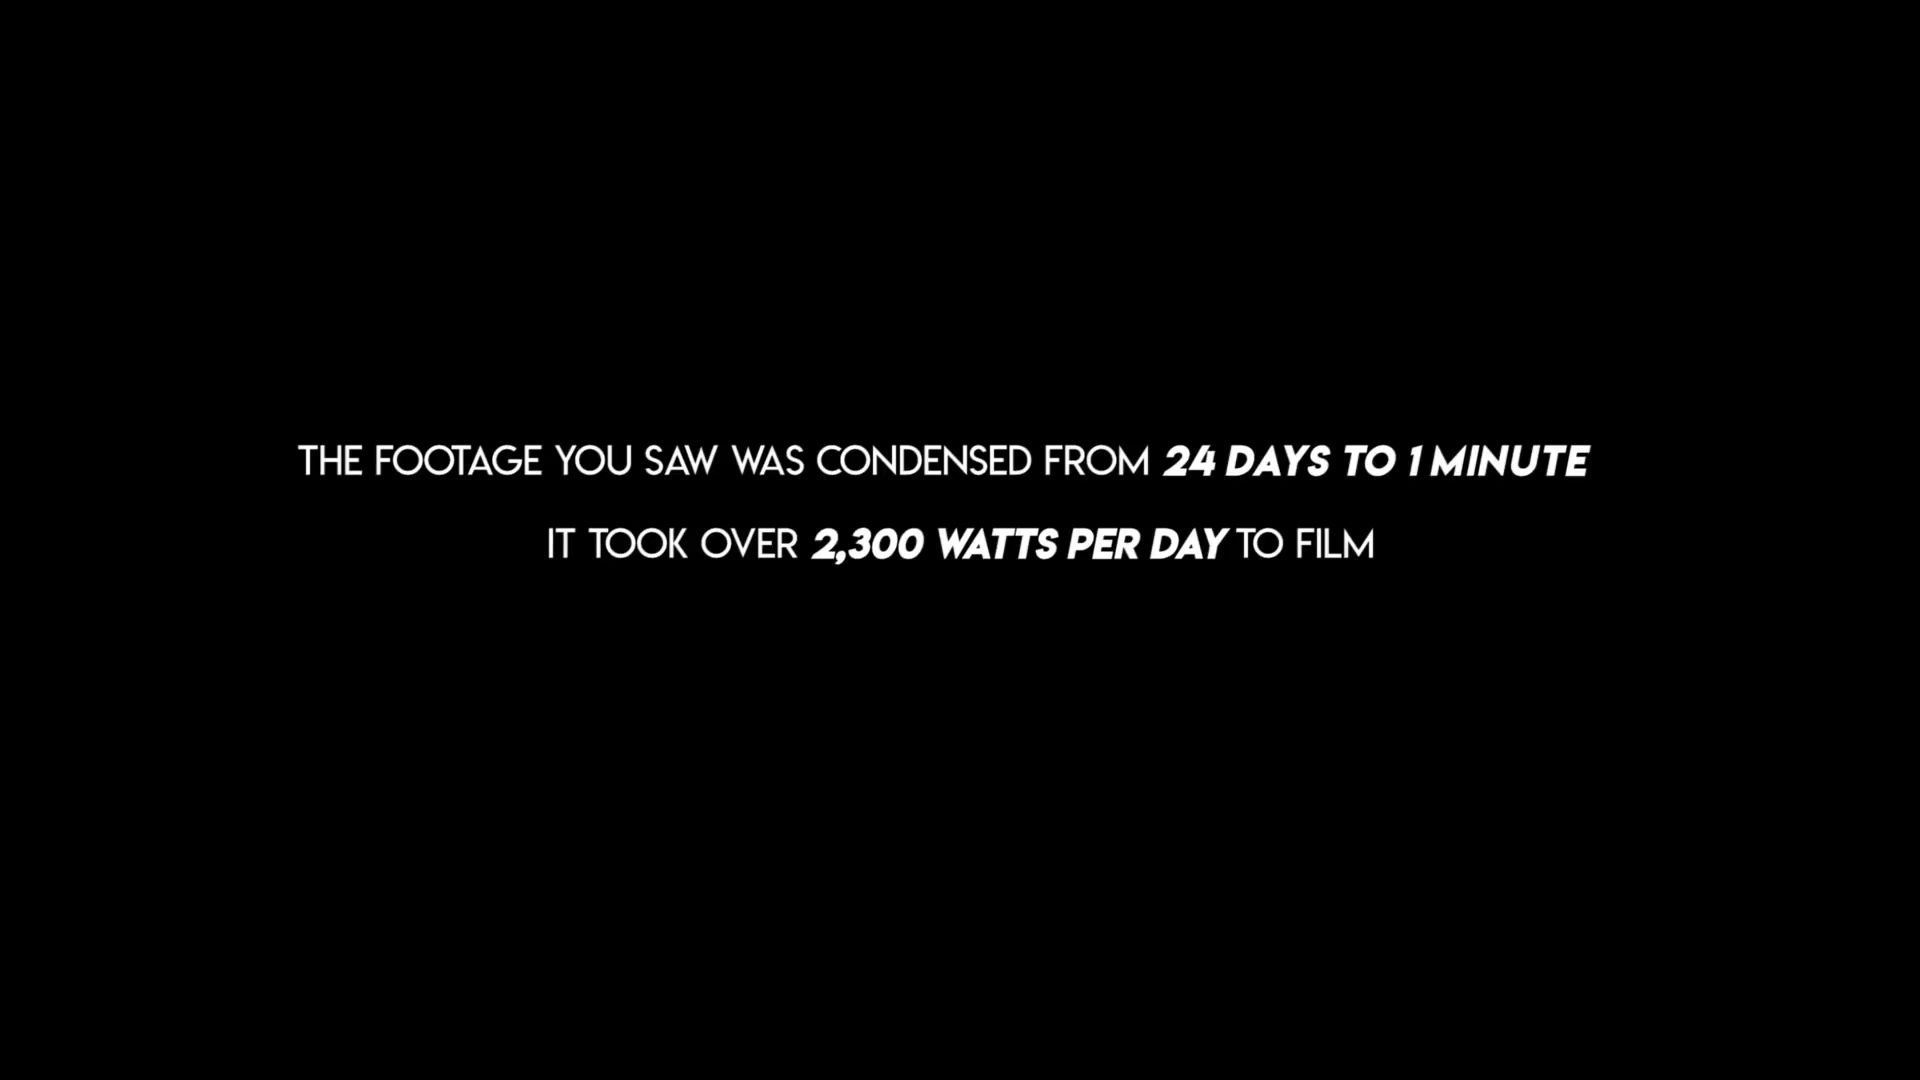 THE FOOTAGE YOU SAW WAS CONDENSED FROM 24 DAYS TO 1 MINUTE
IT TOOK OVER 2,300 WATTS PER DAY TO FILM